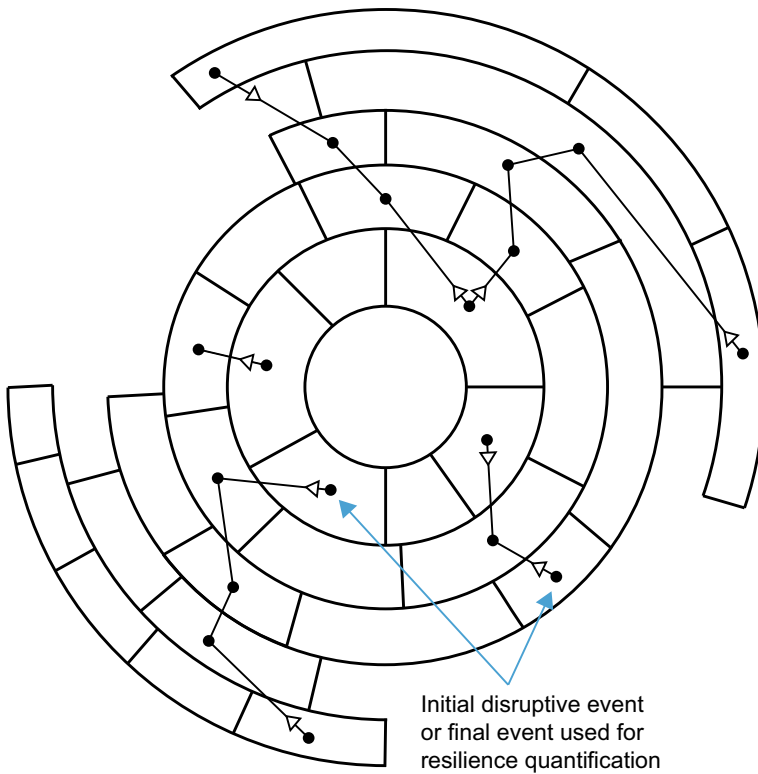 Initial disruptive event
or final event used for
resilience quantification